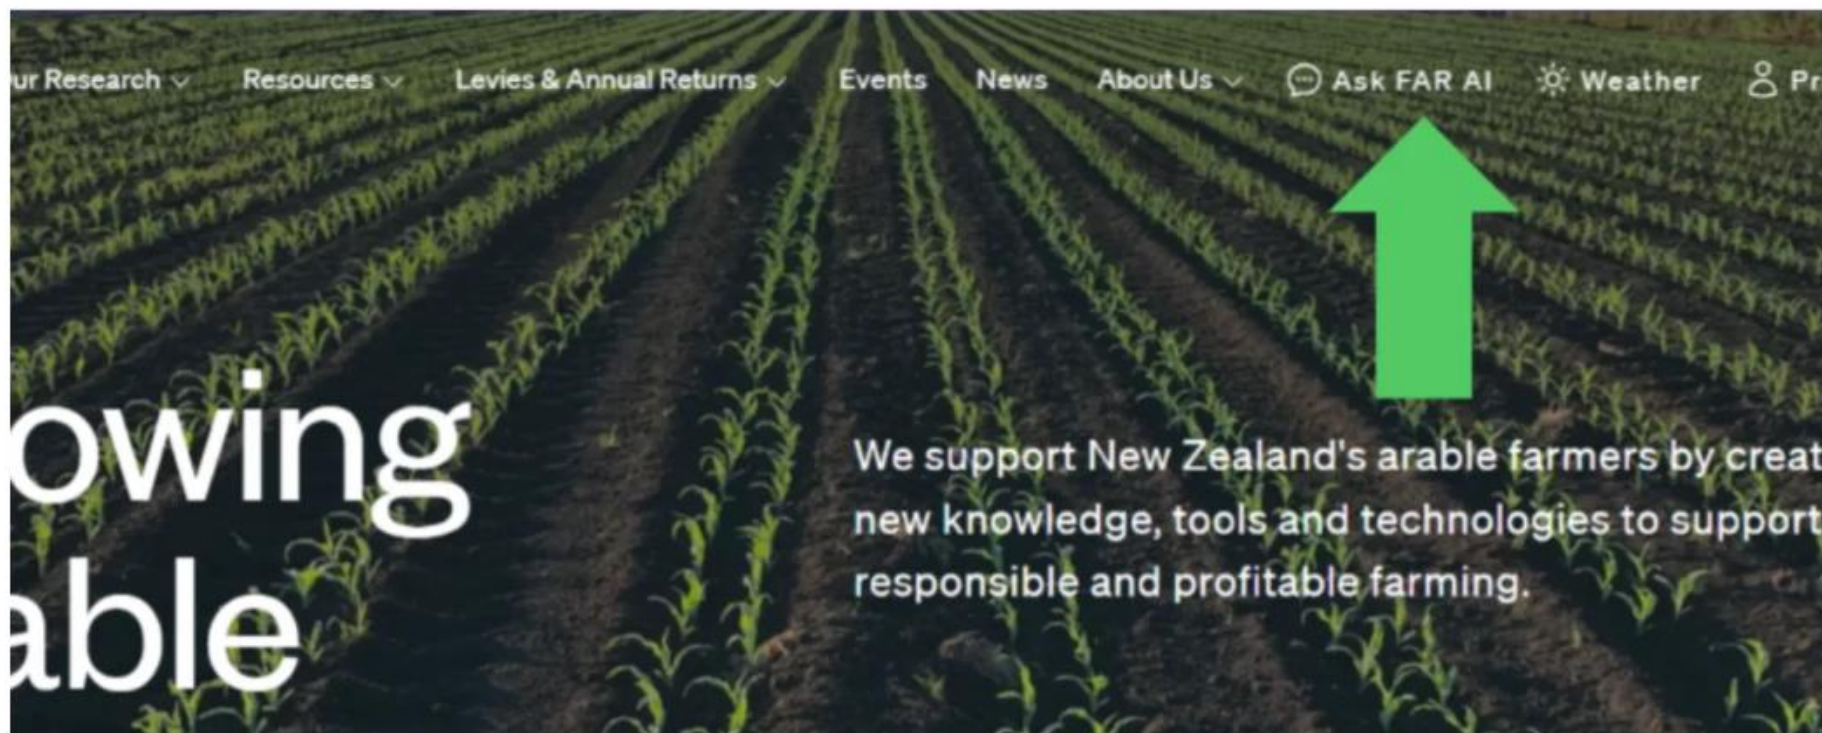 ur Research Resources Levies & Annual Returns Events News About Us Ask FAR AI Weather Pr
owing
able
We support New Zealand's arable farmers by creat
new knowledge, tools and technologies to support
responsible and profitable farming.